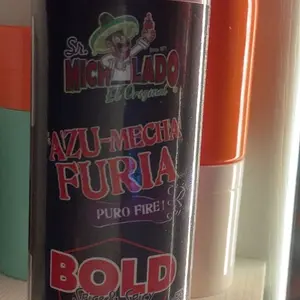 Sr.
MICHELADO
El Original
AZU-MECHA
FURIA
PURO FIRE!
BOLD